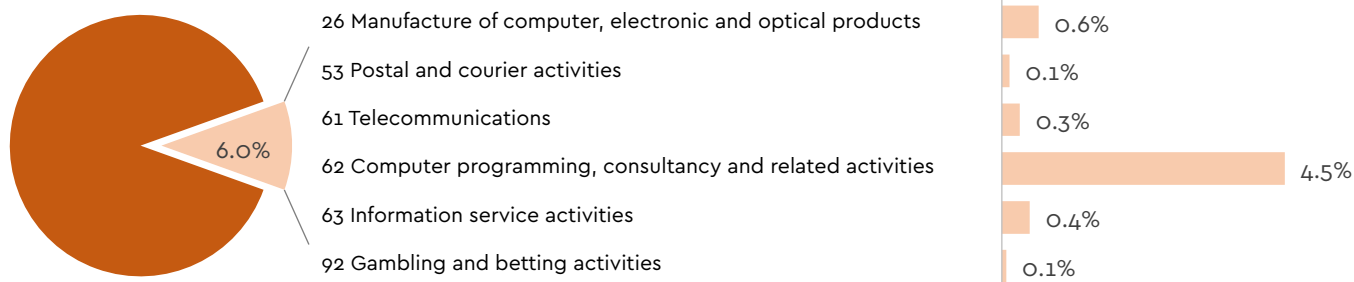 26 Manufacture of computer, electronic and optical products 0.6%
53 Postal and courier activities 0.1%
61 Telecommunications 0.3%
6.0%
62 Computer programming, consultancy and related activities 4.5%
63 Information service activities 0.4%
92 Gambling and betting activities 0.1%